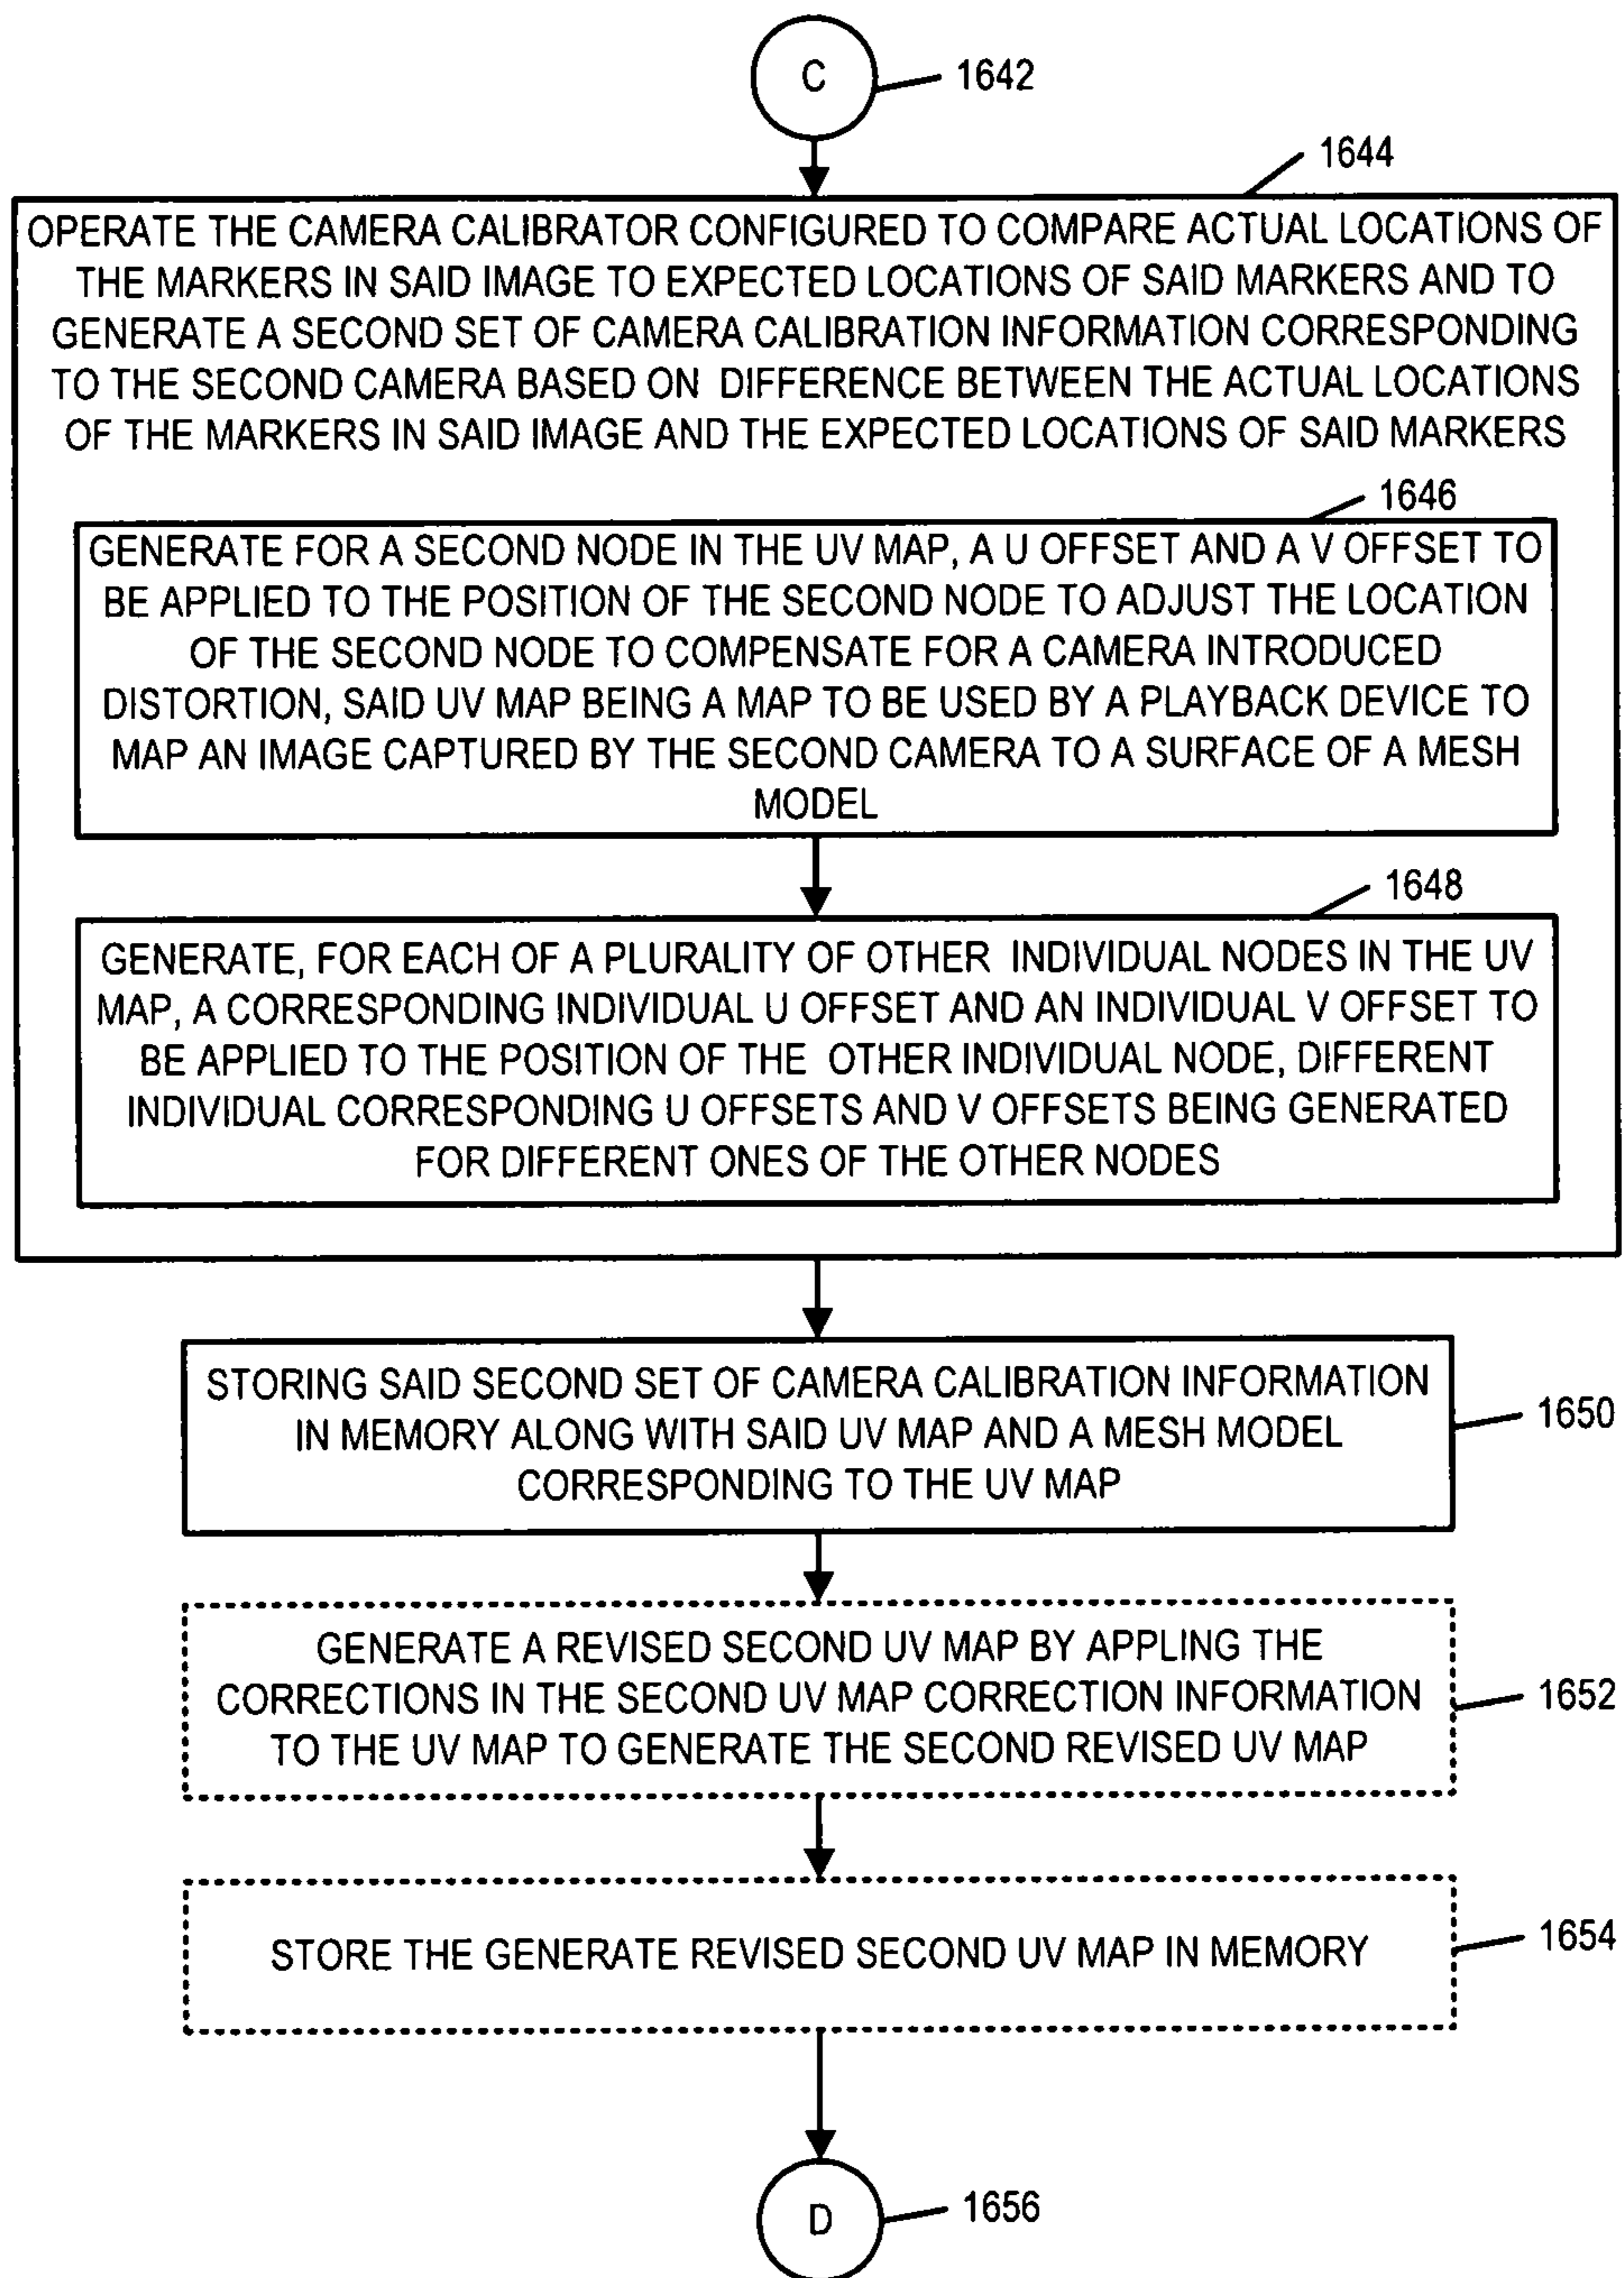 C
1642
1644
OPERATE THE CAMERA CALIBRATOR CONFIGURED TO COMPARE ACTUAL LOCATIONS OF
THE MARKERS IN SAID IMAGE TO EXPECTED LOCATIONS OF SAID MARKERS AND TO
GENERATE A SECOND SET OF CAMERA CALIBRATION INFORMATION CORRESPONDING
TO THE SECOND CAMERA BASED ON DIFFERENCE BETWEEN THE ACTUAL LOCATIONS
OF THE MARKERS IN SAID IMAGE AND THE EXPECTED LOCATIONS OF SAID MARKERS
1646
GENERATE FOR A SECOND NODE IN THE UV MAP, A U OFFSET AND A V OFFSET TO
BE APPLIED TO THE POSITION OF THE SECOND NODE TO ADJUST THE LOCATION
OF THE SECOND NODE TO COMPENSATE FOR A CAMERA INTRODUCED
DISTORTION, SAID UV MAP BEING A MAP TO BE USED BY A PLAYBACK DEVICE TO
MAP AN IMAGE CAPTURED BY THE SECOND CAMERA TO A SURFACE OF A MESH
MODEL
1648
GENERATE, FOR EACH OF A PLURALITY OF OTHER INDIVIDUAL NODES IN THE UV
MAP, A CORRESPONDING INDIVIDUAL U OFFSET AND AN INDIVIDUAL V OFFSET TO
BE APPLIED TO THE POSITION OF THE OTHER INDIVIDUAL NODE, DIFFERENT
INDIVIDUAL CORRESPONDING U OFFSETS AND V OFFSETS BEING GENERATED
FOR DIFFERENT ONES OF THE OTHER NODES
STORING SAID SECOND SET OF CAMERA CALIBRATION INFORMATION
IN MEMORY ALONG WITH SAID UV MAP AND A MESH MODEL
CORRESPONDING TO THE UV MAP
1650
GENERATE A REVISED SECOND UV MAP BY APPLING THE
CORRECTIONS IN THE SECOND UV MAP CORRECTION INFORMATION
TO THE UV MAP TO GENERATE THE SECOND REVISED UV MAP
1652
STORE THE GENERATE REVISED SECOND UV MAP IN MEMORY
1654
D
1656